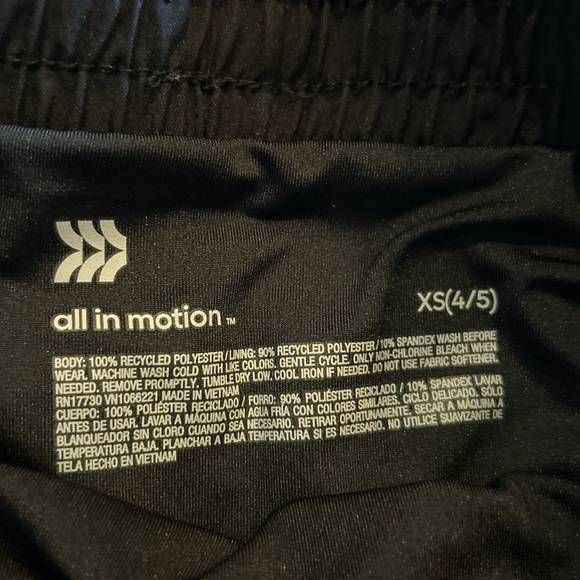 all in motion ™
XS(4/5)
BODY: 100% RECYCLED POLYESTER/LINING: 90% RECYCLED POLYESTER/10% SPANDEX WASH BEFORE
WEAR. MACHINE WASH COLD WITH LIKE COLORS. GENTLE CYCLE. ONLY NON-CHLORINE BLEACH WHEN
NEEDED. REMOVE PROMPTLY. TUMBLE DRY LOW. COOL IRON IF NEEDED. DO NOT USE FABRIC SOFTENER.
RN17730 VN1066221 MADE IN VIETNAM
CUERPO: 100% POLIÉSTER RECICLADO / FORRO: 90% POLIÉSTER RECICLADO / 10% SPANDEX LAVAR
ANTES DE USAR. LAVAR A MÁQUINA CON AGUA FRÍA CON COLORES SIMILARES. CICLO DELICADO. SÓLO
BLANQUEADOR SIN CLORO CUANDO SEA NECESARIO. RETIRAR OPORTUNAMENTE. SECAR A MÁQUINA A
TEMPERATURA BAJA. PLANCHAR A BAJA TEMPERATURA SI ES NECESARIO. NO UTILICE SUAVIZANTE DE
TELA HECHO EN VIETNAM